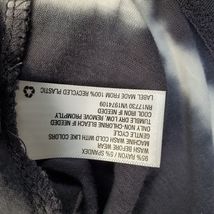 95% RAYON / 5% SPANDEX
WASH BEFORE WEAR
MACHINE WASH COLD WITH LIKE COLORS
GENTLE CYCLE
ONLY NON CHLORINE BLEACH IF NEEDED
TUMBLE DRY LOW. REMOVE PROMPTLY
COOL IRON IF NEEDED
RN17730 VN1974109
LABEL MADE FROM 100% RECYCLED PLASTIC